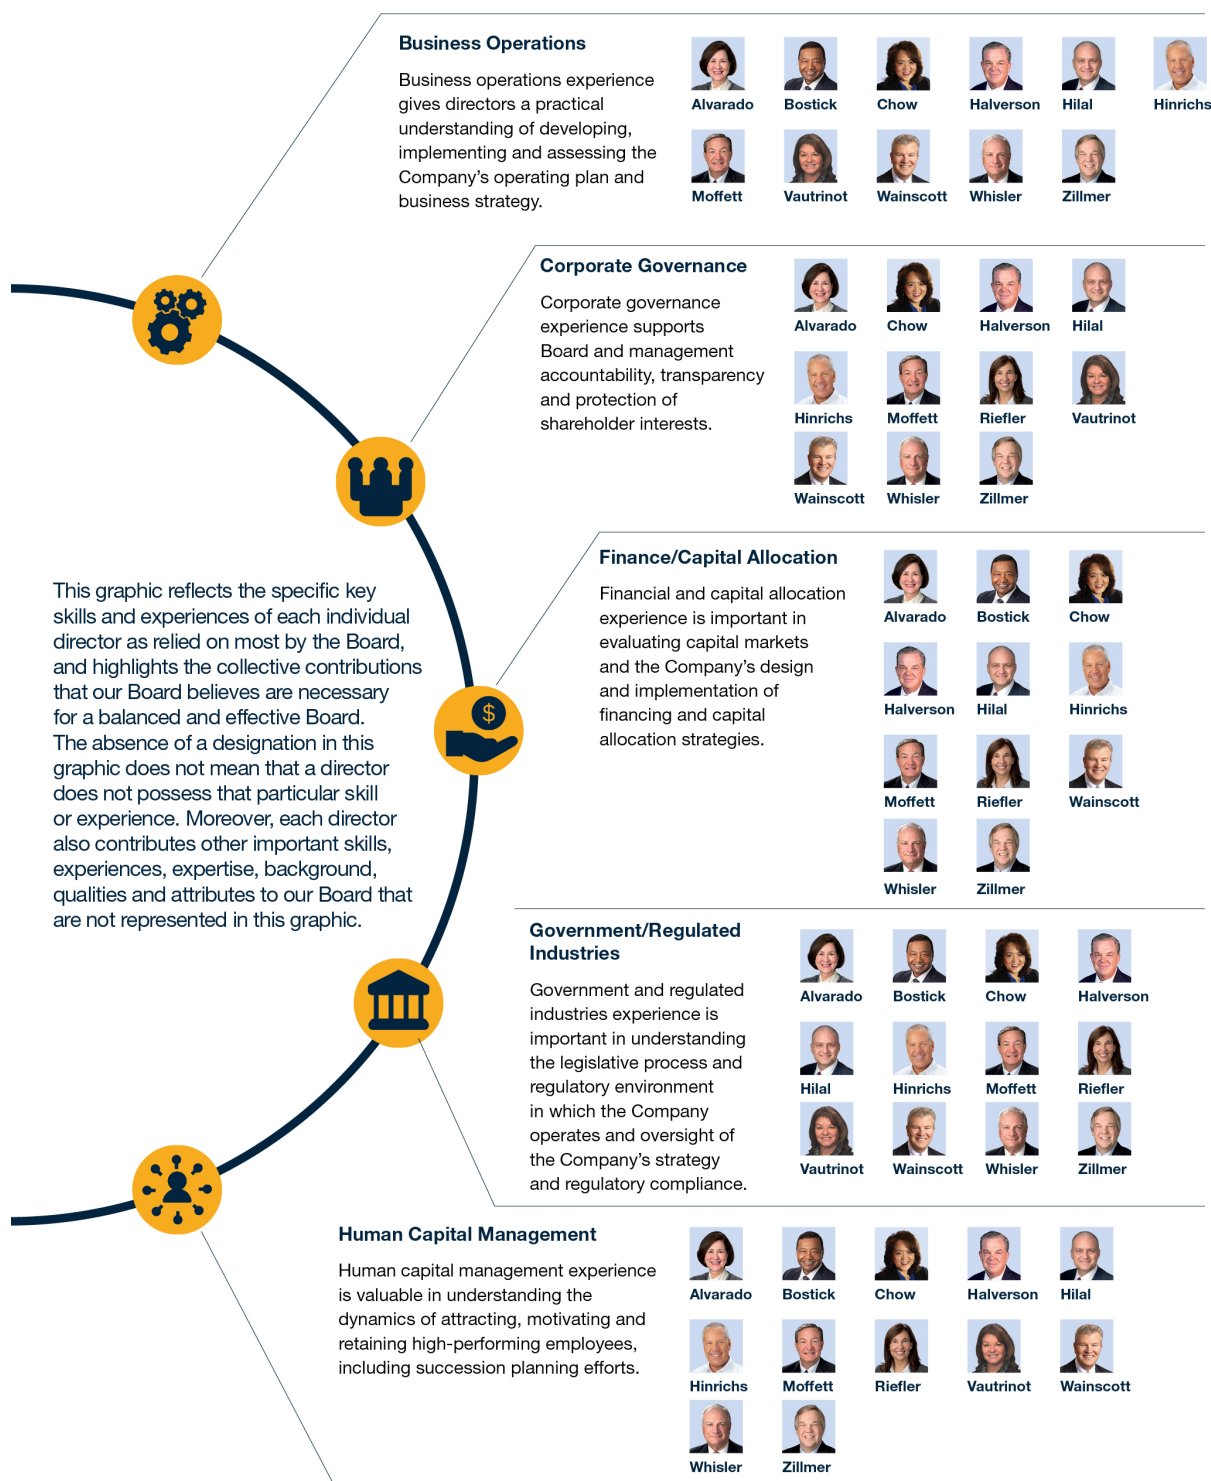 Business Operations
Business operations experience
gives directors a practical
understanding of developing,
implementing and assessing the
Company’s operating plan and
business strategy.
Alvarado Bostick Chow Halverson Hilal Hinrichs
Moffett Vautrinot Wainscott Whisler Zillmer
Corporate Governance
Corporate governance
experience supports
Board and management
accountability, transparency
and protection of
shareholder interests.
Alvarado Chow Halverson Hilal
Hinrichs Moffett Riefler Vautrinot
Wainscott Whisler Zillmer
This graphic reflects the specific key
skills and experiences of each individual
director as relied on most by the Board,
and highlights the collective contributions
that our Board believes are necessary
for a balanced and effective Board.
The absence of a designation in this
graphic does not mean that a director
does not possess that particular skill
or experience. Moreover, each director
also contributes other important skills,
experiences, expertise, background,
qualities and attributes to our Board that
are not represented in this graphic.
$
Finance/Capital Allocation
Financial and capital allocation
experience is important in
evaluating capital markets
and the Company’s design
and implementation of
financing and capital
allocation strategies.
Alvarado Bostick Chow
Halverson Hilal Hinrichs
Moffett Riefler Wainscott
Whisler Zillmer
Government/Regulated
Industries
Government and regulated
industries experience is
important in understanding
the legislative process and
regulatory environment
in which the Company
operates and oversight of
the Company’s strategy
and regulatory compliance.
Alvarado Bostick Chow Halverson
Hilal Hinrichs Moffett Riefler
Vautrinot Wainscott Whisler Zillmer
Human Capital Management
Human capital management experience
is valuable in understanding the
dynamics of attracting, motivating and
retaining high-performing employees,
including succession planning efforts.
Alvarado Bostick Chow Halverson Hilal
Hinrichs Moffett Riefler Vautrinot Wainscott
Whisler Zillmer